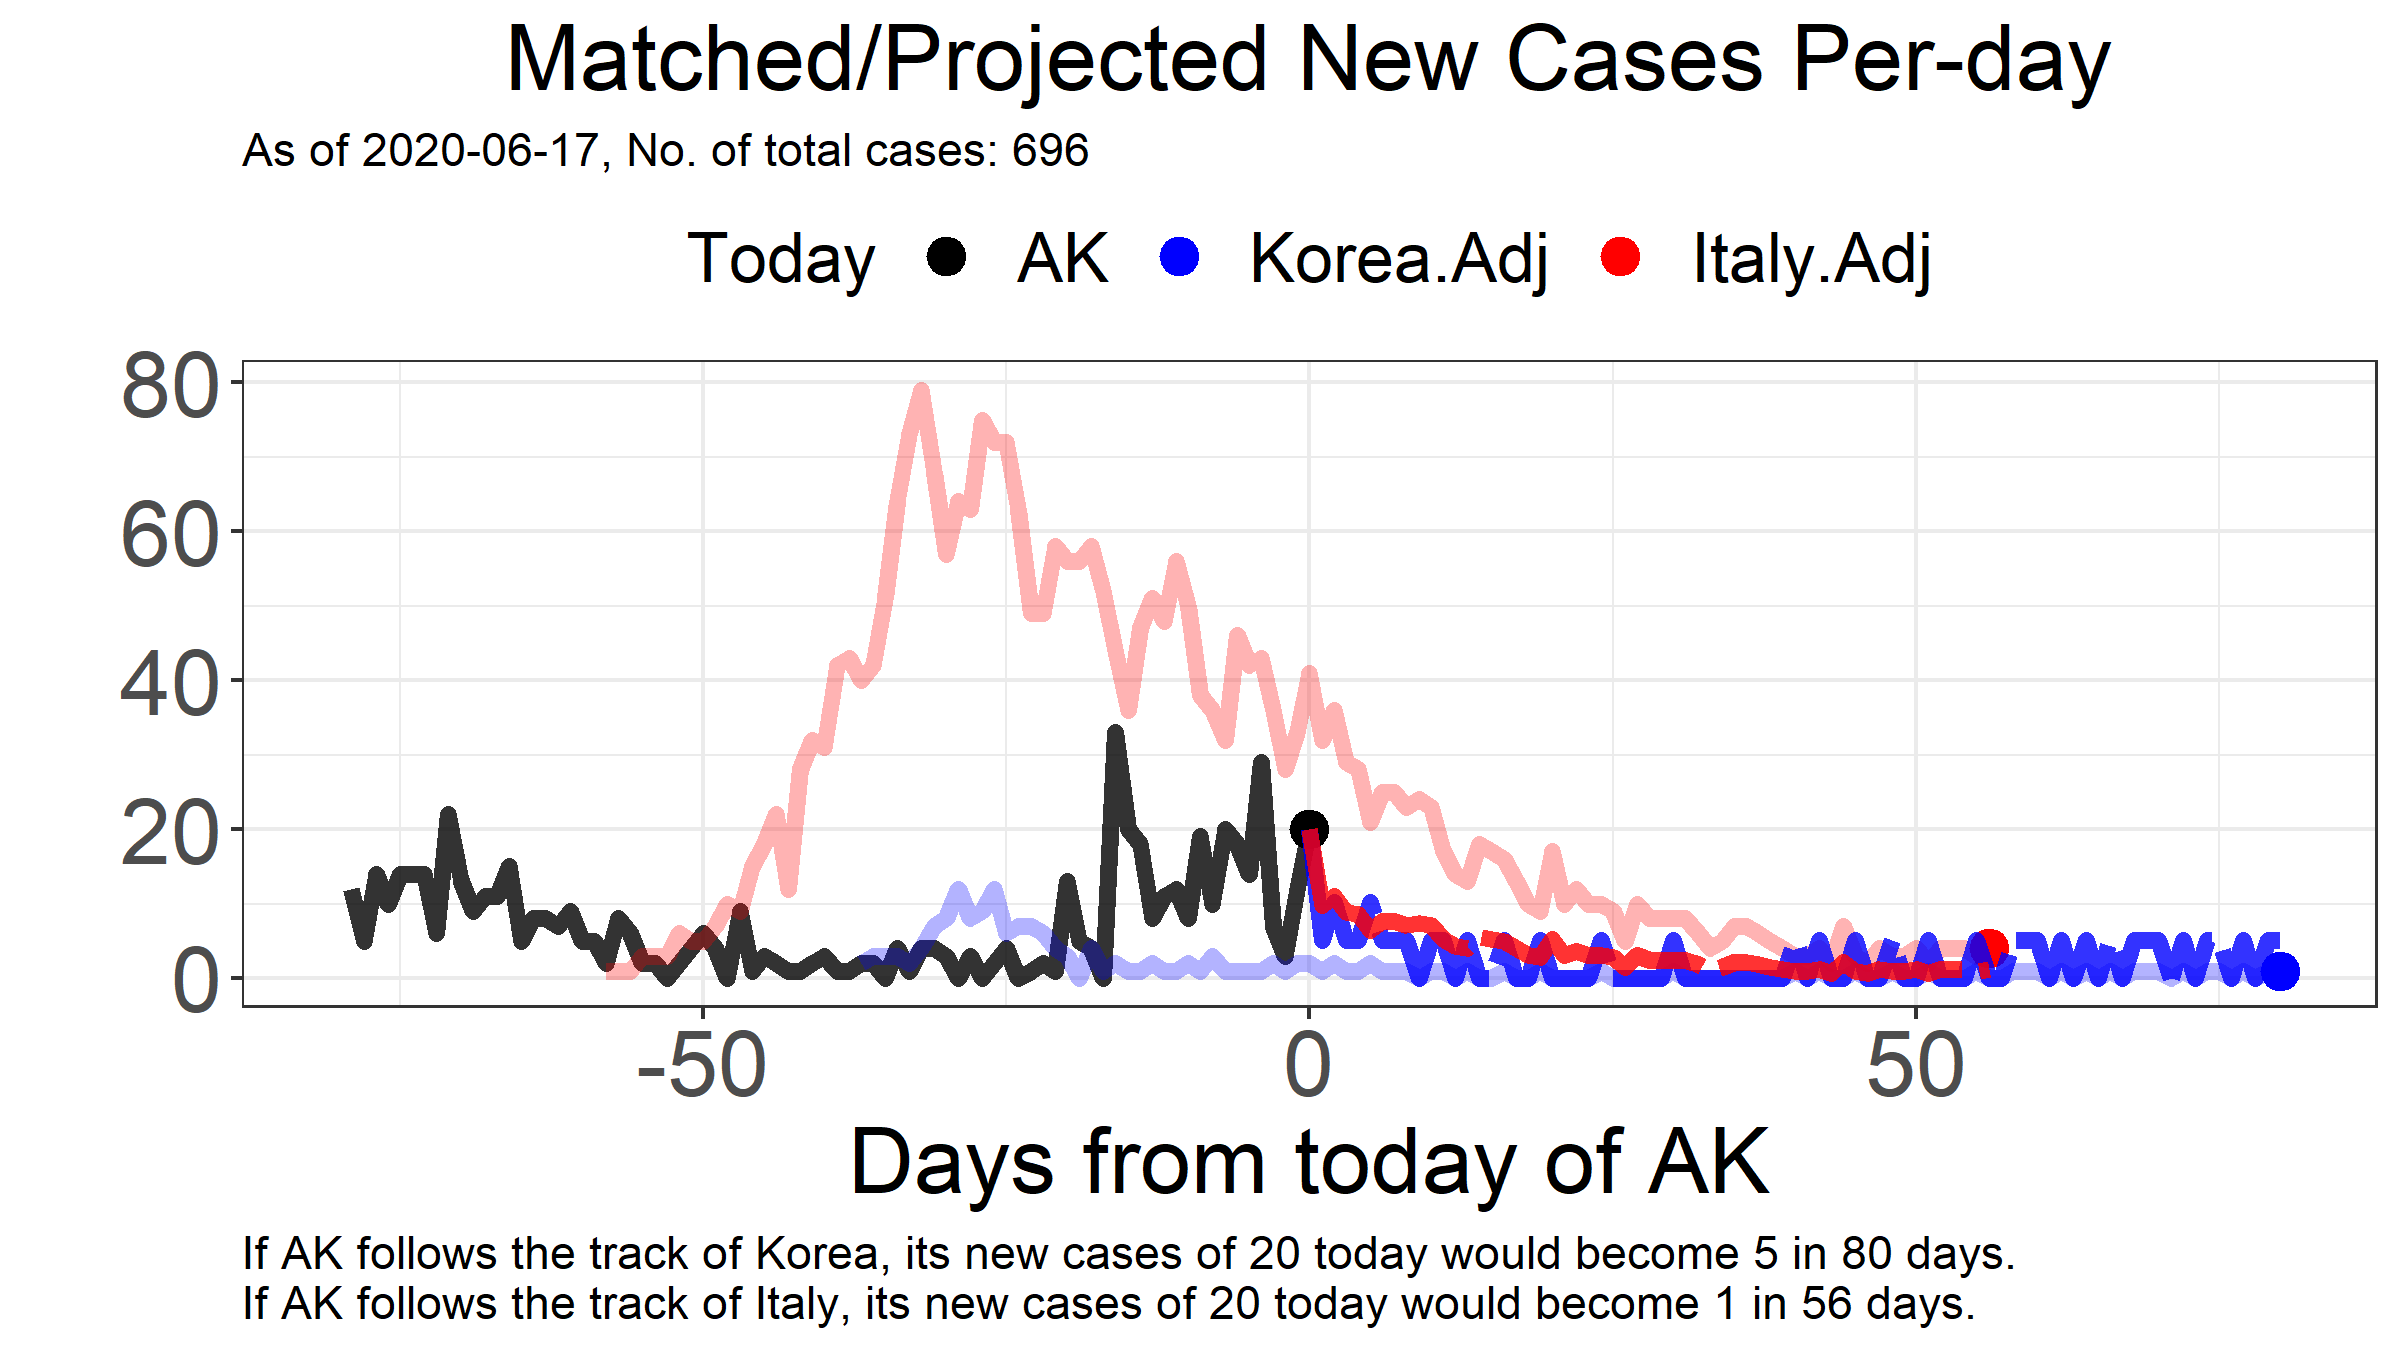 Matched/Projected New Cases Per-day
As of 2020-06-17, No. of total cases: 696
Today AK Korea.Adj Italy.Adj
80
60
40
20
0
-50 0 50
Days from today of AK
If AK follows the track of Korea, its new cases of 20 today would become 5 in 80 days.
If AK follows the track of Italy, its new cases of 20 today would become 1 in 56 days.